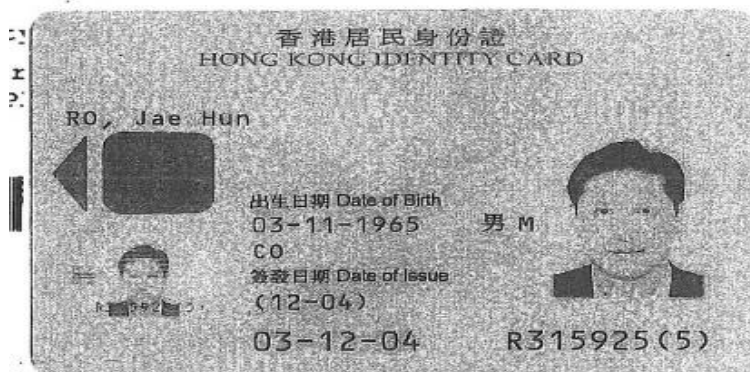 香港居民身份證
HONG KONG IDENTITY CARD
RO, Jae Hun
出生日期 Date of Birth
03-11-1965
男 M
CO
簽發日期 Date of Issue
(12-04)
03-12-04
R315925(5)